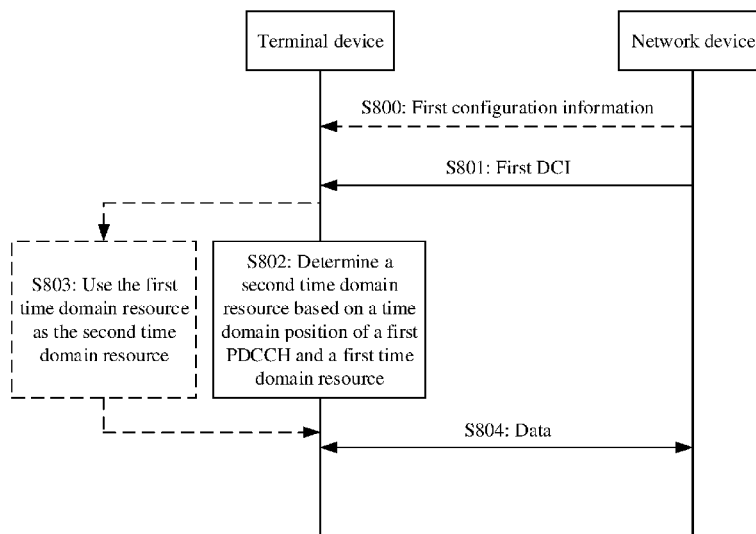 Terminal device
Network device
S800: First configuration information
S801: First DCI
S803: Use the first
time domain resource
as the second time
domain resource
S802: Determine a
second time domain
resource based on a time
domain position of a first
PDCCH and a first time
domain resource
S804: Data